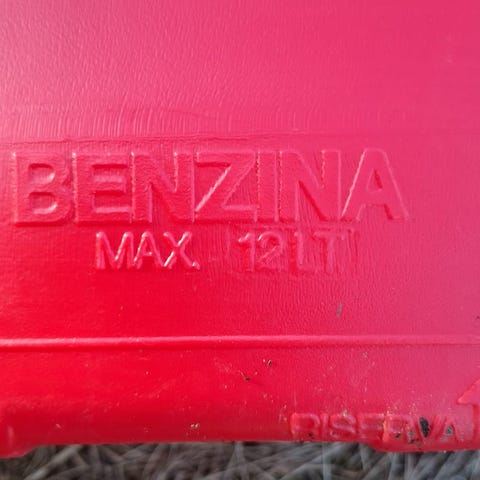 BENZINA
MAX. 12 LT
RISERVA